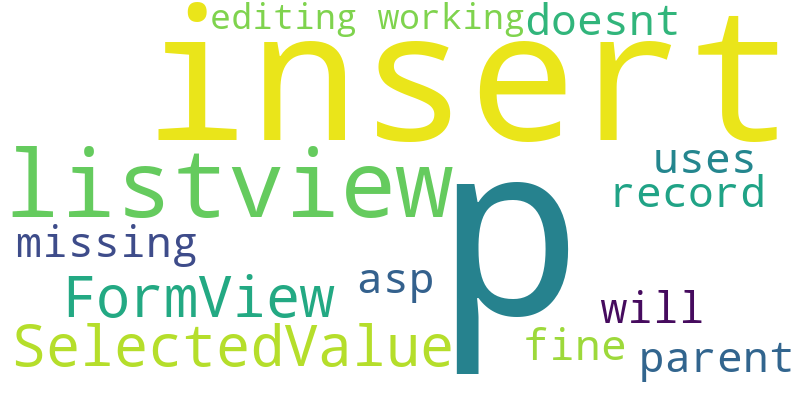 editing working doesnt
insert
listview uses
record
missing p
FormView asp will
SelectedValue fine parent